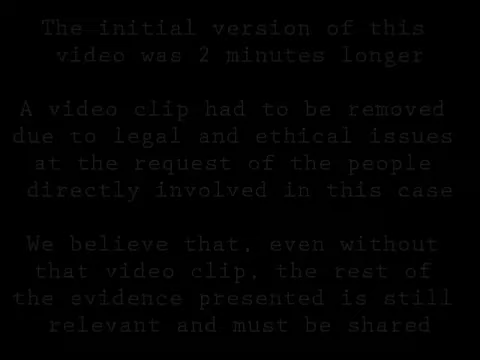 The initial version of this
video was 2 minutes longer
A video clip had to be removed
due to legal and ethical issues
at the request of the people
directly involved in this case
We believe that, even without
that video clip, the rest of
the evidence presented is still
relevant and must be shared